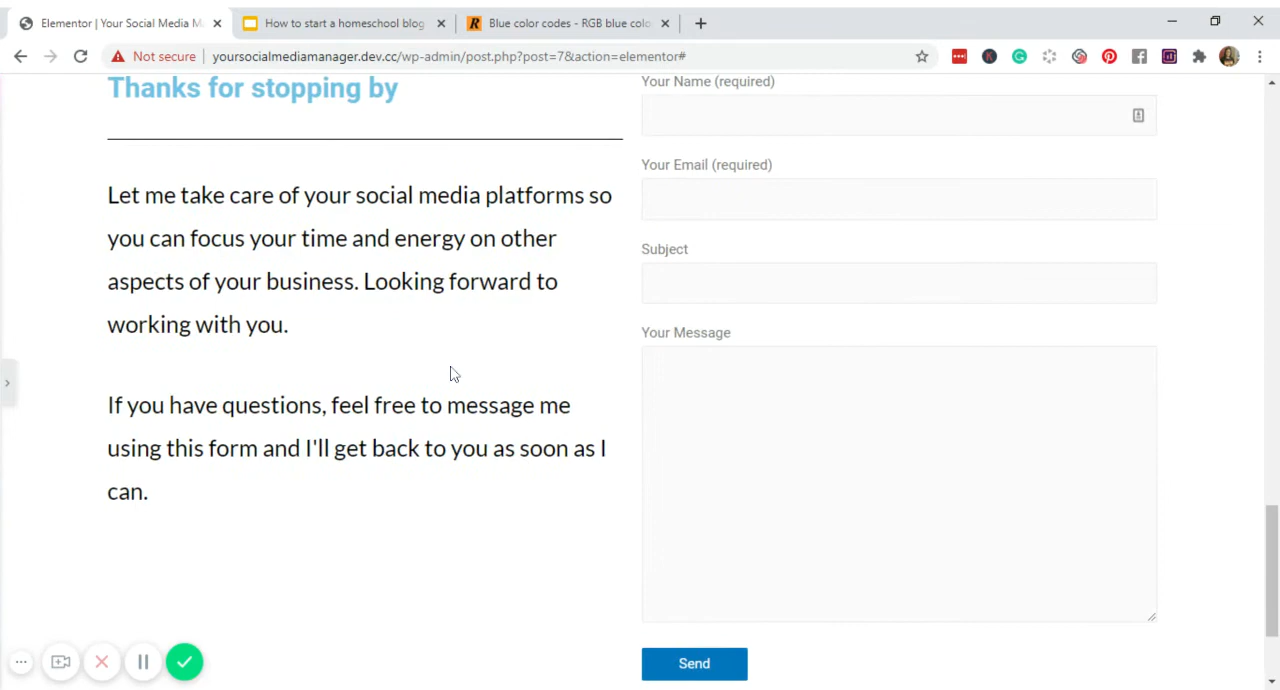 Elementor | Your Social Media M
How to start a homeschool blog
Blue color codes - RGB blue colo
Not secure
yoursocialmediamanager.dev.cc/wp-admin/post.php?post=7&action=elementor#
Thanks for stopping by
Let me take care of your social media platforms so
you can focus your time and energy on other
aspects of your business. Looking forward to
working with you.
If you have questions, feel free to message me
using this form and I'll get back to you as soon as I
can.
Your Name (required)
Your Email (required)
Subject
Your Message
Send